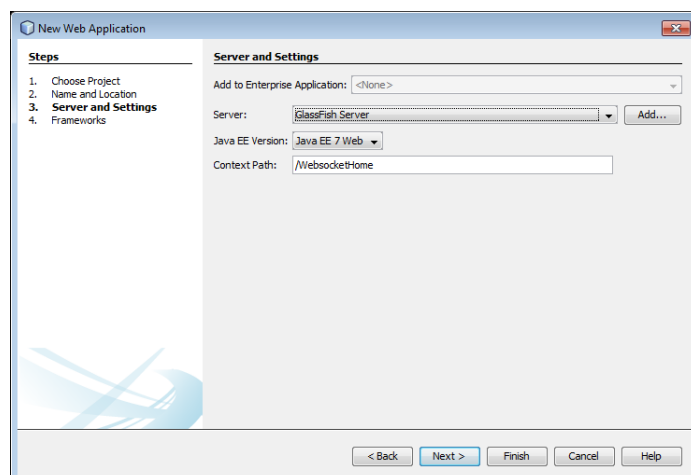 New Web Application
Steps
1. Choose Project
2. Name and Location
3. Server and Settings
4. Frameworks
Server and Settings
Add to Enterprise Application: <None>
Server: GlassFish Server Add...
Java EE Version: Java EE 7 Web
Context Path: /WebsocketHome
< Back Next > Finish Cancel Help